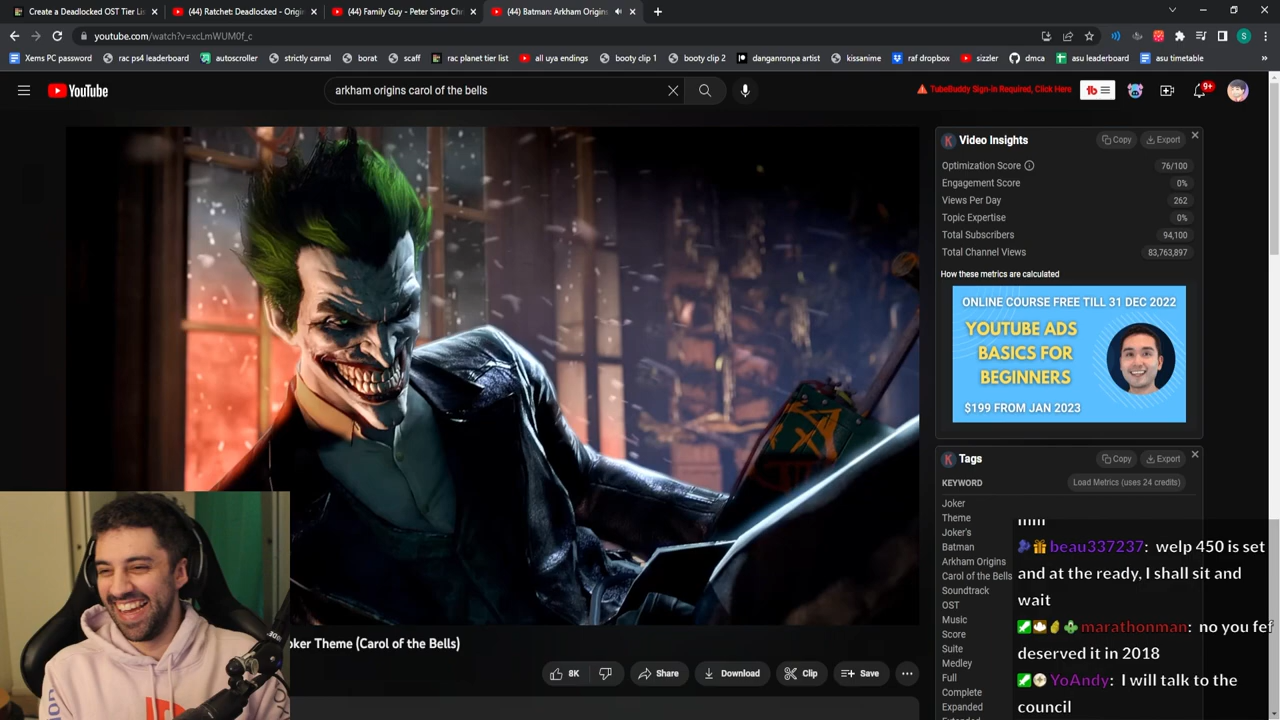 Create a Deadlocked OST Tier Lis
(44) Ratchet: Deadlocked - Origin
(44) Family Guy - Peter Sings Ch
(44) Batman: Arkham Origins
youtube.com/watch?v=xcLmWUM0f_c
S
Xems PC password
rac ps4 leaderboard
autoscroller
strictly carnal
borat
scaff
rac planet tier list
all uya endings
booty clip 1
booty clip 2
danganronpa artist
kissanime
raf dropbox
sizzler
dmca
asu leaderboard
asu timetable
YouTube
arkham origins carol of the bells
TubeBuddy Sign-In Required, Click Here
tb
9+
Video Insights
Copy
Export
Optimization Score 76/100
Engagement Score 0%
Views Per Day 262
Topic Expertise 0%
Total Subscribers 94,100
Total Channel Views 83,763,897
How these metrics are calculated
ONLINE COURSE FREE TILL 31 DEC 2022
YOUTUBE ADS
BASICS FOR
BEGINNERS
$199 FROM JAN 2023
K Tags
Copy
Export
KEYWORD
Load Metrics (uses 24 credits)
Joker
Theme
Joker's
Batman
Arkham Origins
Carol of the Bells
Soundtrack
OST
Music
Score
Suite
Medley
Full
Complete
Expanded
beau337237: welp 450 is set
and at the ready, I shall sit and
wait
marathonman: no you fef
deserved it in 2018
YoAndy: I will talk to the
council
oker Theme (Carol of the Bells)
8K
Share
Download
Clip
Save